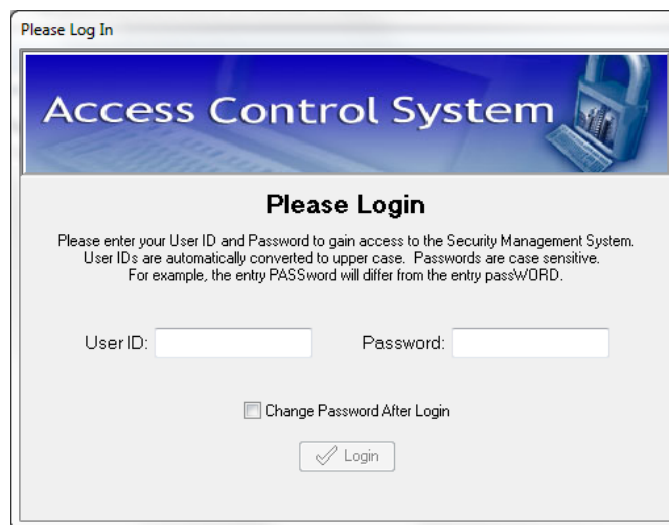 Please Log In
Access Control System
Please Login
Please enter your User ID and Password to gain access to the Security Management System.
User IDs are automatically converted to upper case. Passwords are case sensitive.
For example, the entry PASSword will differ from the entry passWORD.
User ID: Password:
Change Password After Login
Login